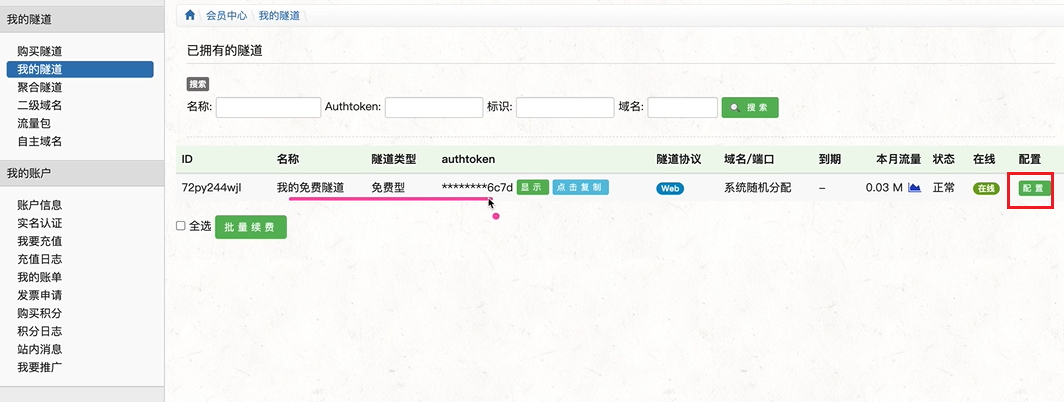 我的隧道
购买隧道
我的隧道
聚合隧道
二级域名
流量包
自主域名
我的账户
账户信息
实名认证
我要充值
充值日志
我的账单
发票申请
购买积分
积分日志
站内消息
我要推广
会员中心 我的隧道
已拥有的隧道
搜索
名称: Authtoken: 标识: 域名: 搜索
ID 名称 隧道类型 authtoken 隧道协议 域名/端口 到期 本月流量 状态 在线 配置
72py244wjl 我的免费隧道 免费型 ********6c7d 显示 点击复制 Web 系统随机分配 – 0.03 M 正常 在线 配置
全选 批量续费